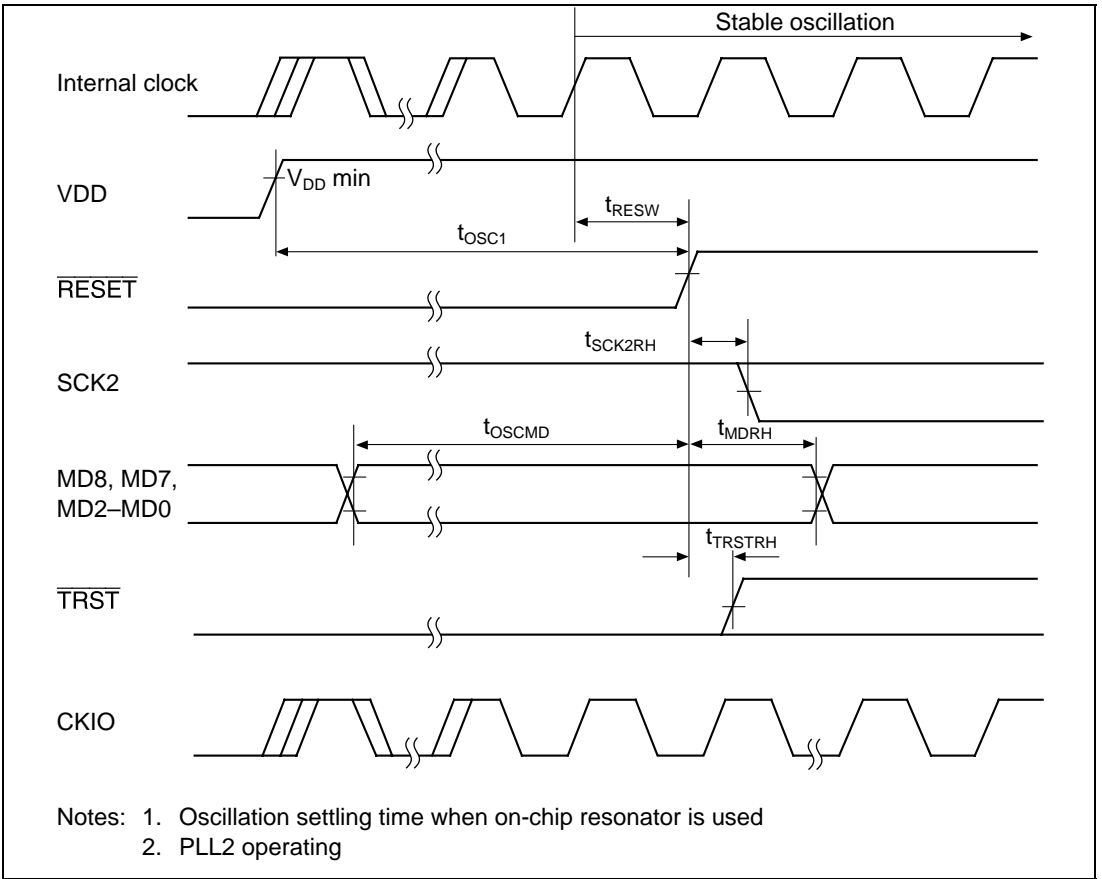 Stable oscillation
Internal clock
VDD
VDD min
tRESW
tOSC1
RESET
tSCK2RH
SCK2
tOSCMD
tMDRH
MD8, MD7,
MD2–MD0
tTRSTRH
TRST
CKIO
Notes: 1. Oscillation settling time when on-chip resonator is used
2. PLL2 operating